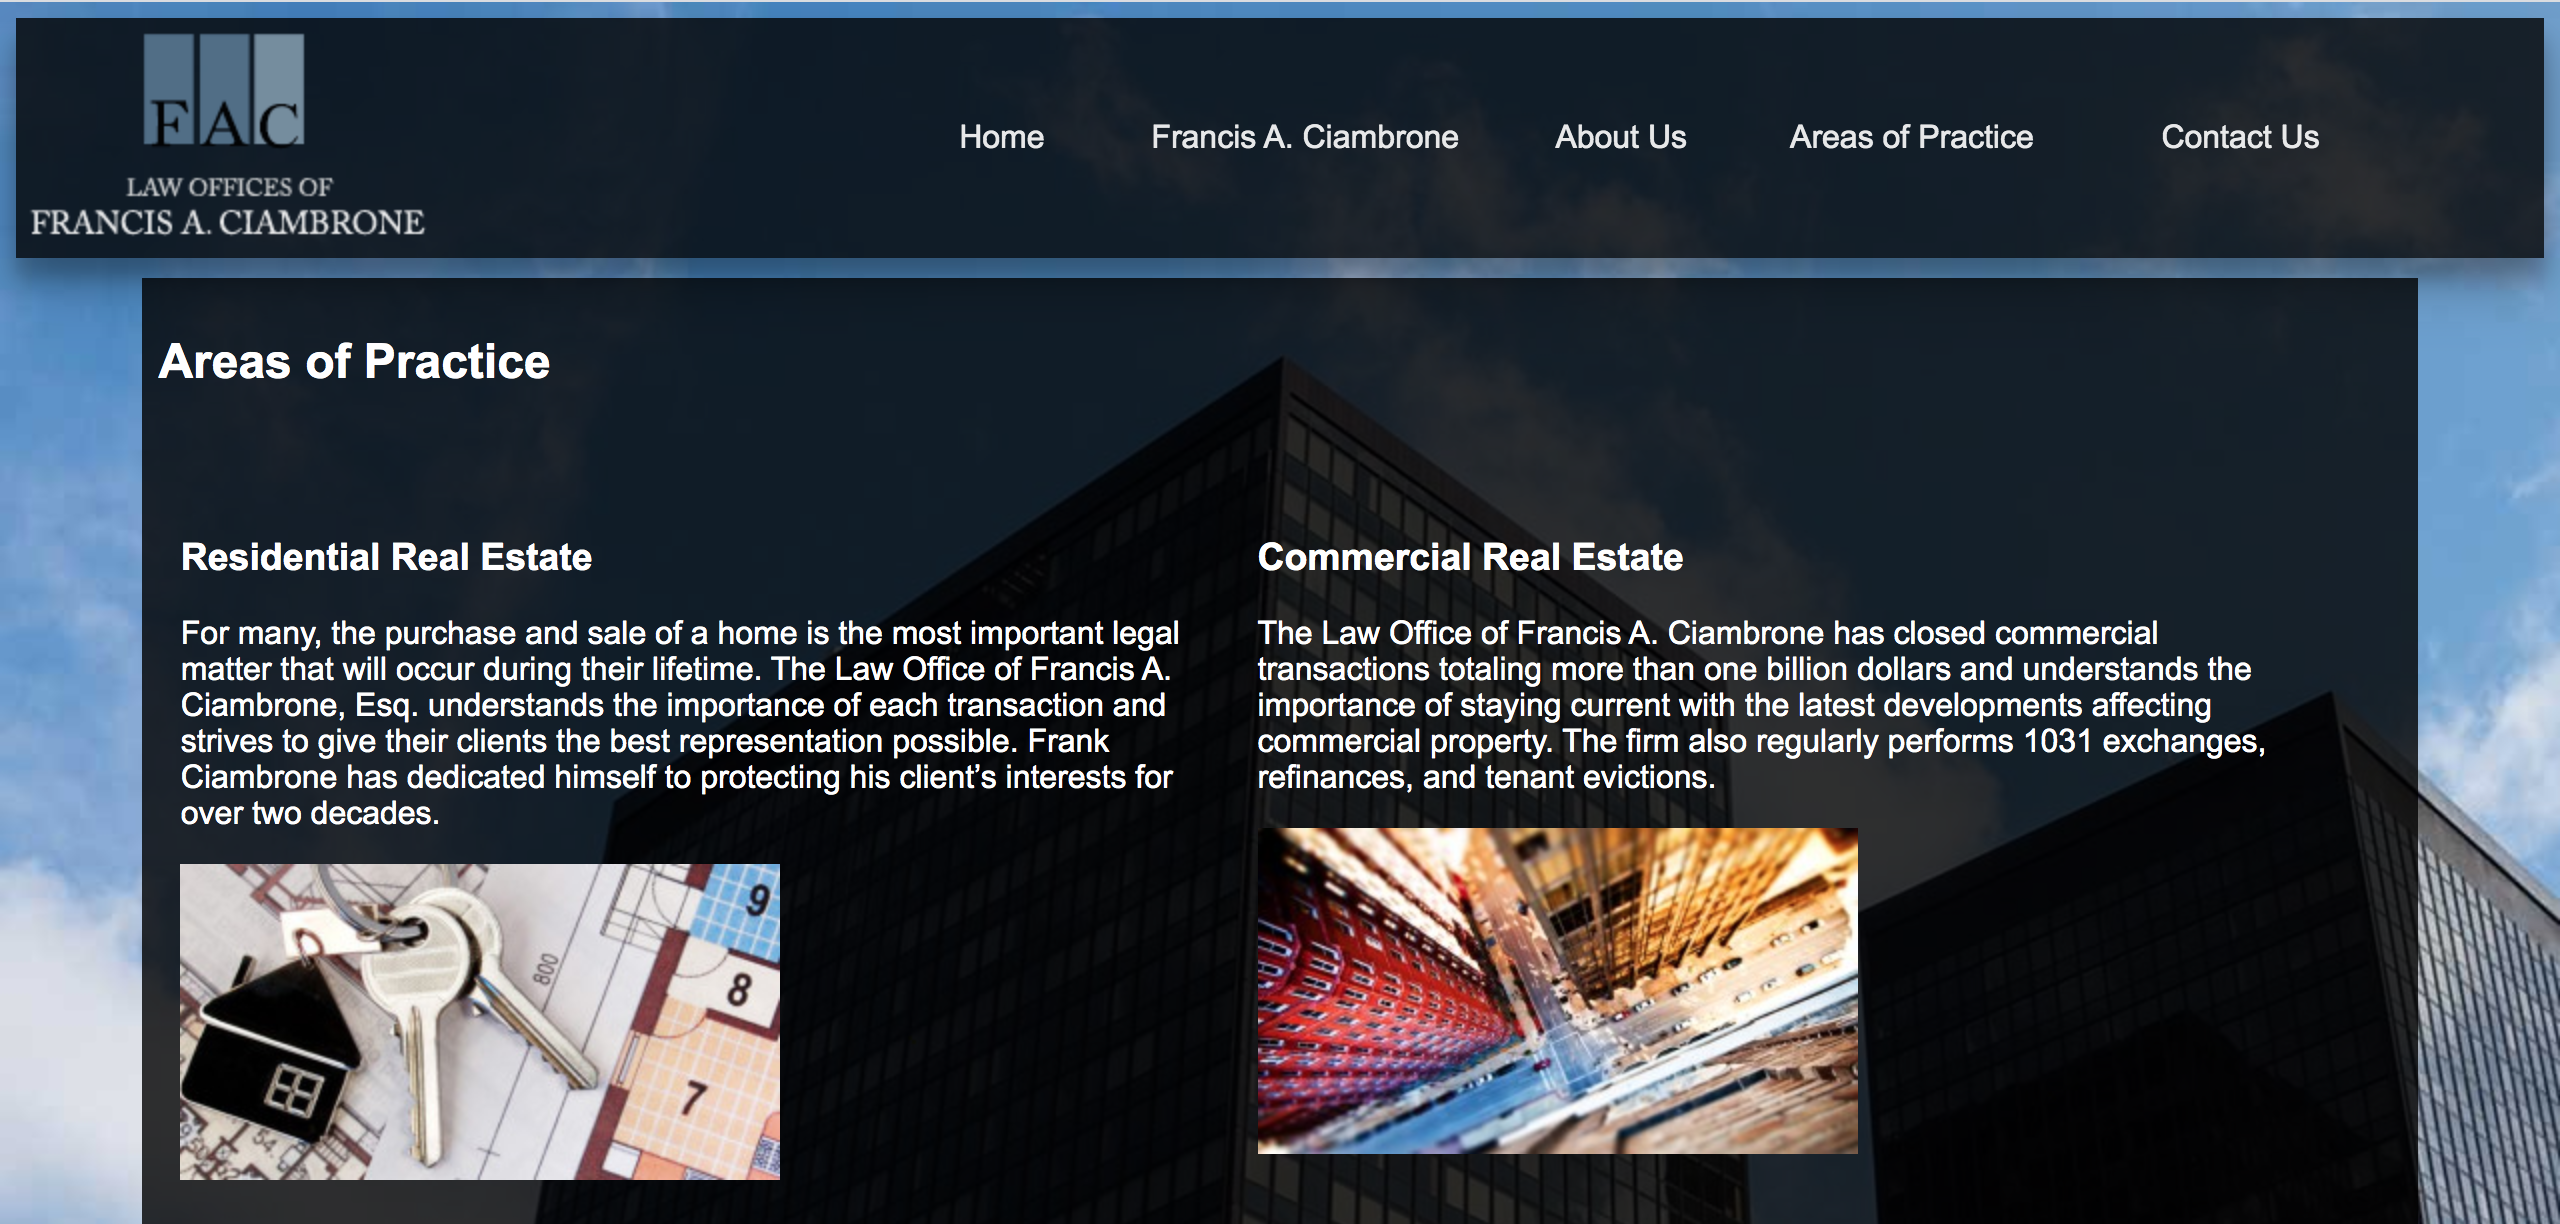 FAC
LAW OFFICES OF
FRANCIS A. CIAMBRONE
Home
Francis A. Ciambrone
About Us
Areas of Practice
Contact Us
Areas of Practice
Residential Real Estate
For many, the purchase and sale of a home is the most important legal
matter that will occur during their lifetime. The Law Office of Francis A.
Ciambrone, Esq. understands the importance of each transaction and
strives to give their clients the best representation possible. Frank
Ciambrone has dedicated himself to protecting his client’s interests for
over two decades.
9
8
800
7
54
Commercial Real Estate
The Law Office of Francis A. Ciambrone has closed commercial
transactions totaling more than one billion dollars and understands the
importance of staying current with the latest developments affecting
commercial property. The firm also regularly performs 1031 exchanges,
refinances, and tenant evictions.